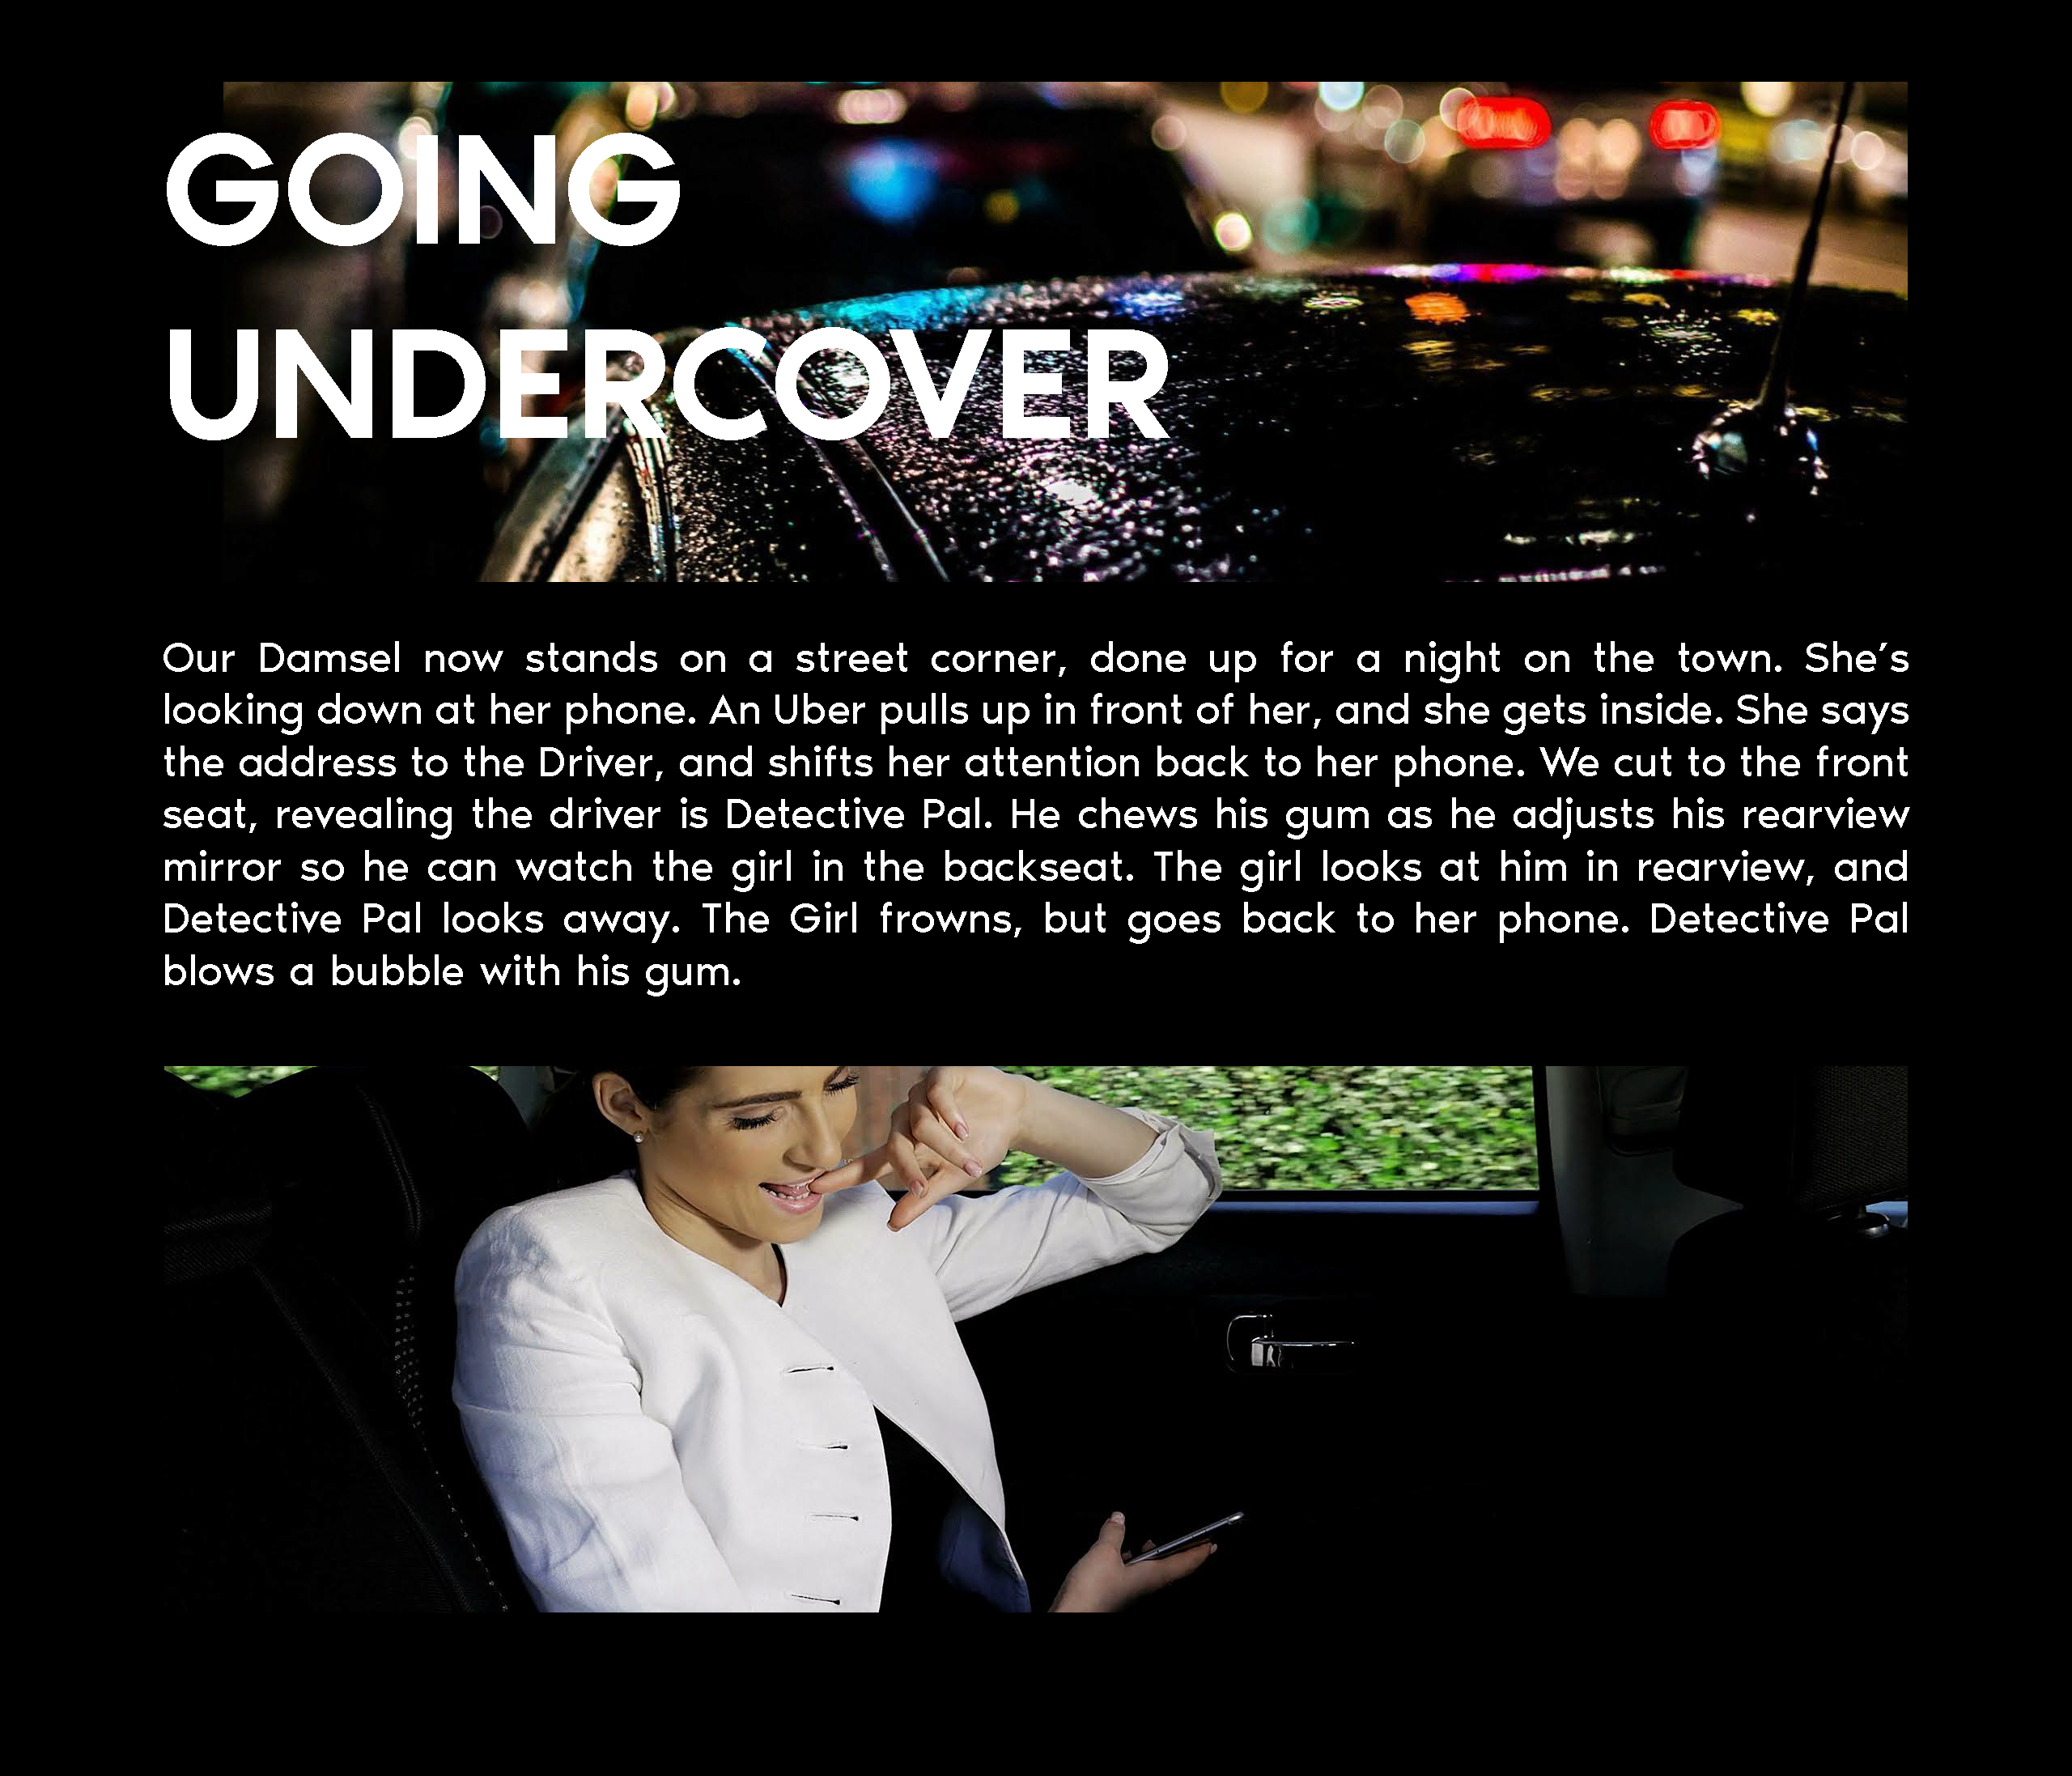 GOING
UNDERCOVER
Our Damsel now stands on a street corner, done up for a night on the town. She's
looking down at her phone. An Uber pulls up in front of her, and she gets inside. She says
the address to the Driver, and shifts her attention back to her phone. We cut to the front
seat, revealing the driver is Detective Pal. He chews his gum as he adjusts his rearview
mirror so he can watch the girl in the backseat. The girl looks at him in rearview, and
Detective Pal looks away. The Girl frowns, but goes back to her phone. Detective Pal
blows a bubble with his gum.